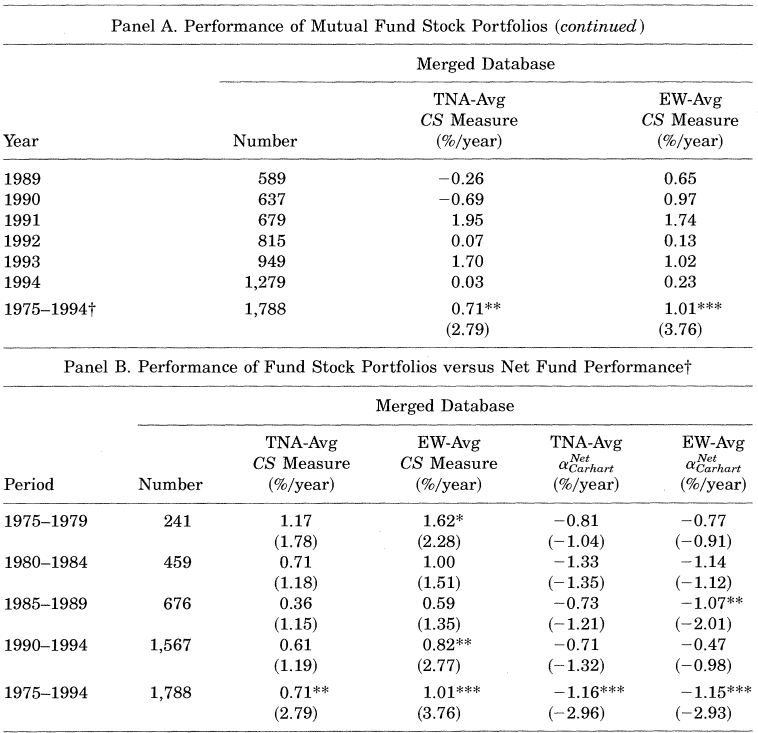 Panel A. Performance of Mutual Fund Stock Portfolios (continued)
Merged Database
TNA-Avg EW-Avg
CS Measure CS Measure
Year Number (%/year) (%/year)
1989 589 −0.26 0.65
1990 637 −0.69 0.97
1991 679 1.95 1.74
1992 815 0.07 0.13
1993 949 1.70 1.02
1994 1,279 0.03 0.23
1975–1994† 1,788 0.71** 1.01***
(2.79) (3.76)
Panel B. Performance of Fund Stock Portfolios versus Net Fund Performance†
Merged Database
TNA-Avg EW-Avg TNA-Avg EW-Avg
CS Measure CS Measure α^Net_Carhart α^Net_Carhart
Period Number (%/year) (%/year) (%/year) (%/year)
1975–1979 241 1.17 1.62* −0.81 −0.77
(1.78) (2.28) (−1.04) (−0.91)
1980–1984 459 0.71 1.00 −1.33 −1.14
(1.18) (1.51) (−1.35) (−1.12)
1985–1989 676 0.36 0.59 −0.73 −1.07**
(1.15) (1.35) (−1.21) (−2.01)
1990–1994 1,567 0.61 0.82** −0.71 −0.47
(1.19) (2.77) (−1.32) (−0.98)
1975–1994 1,788 0.71** 1.01*** −1.16*** −1.15***
(2.79) (3.76) (−2.96) (−2.93)